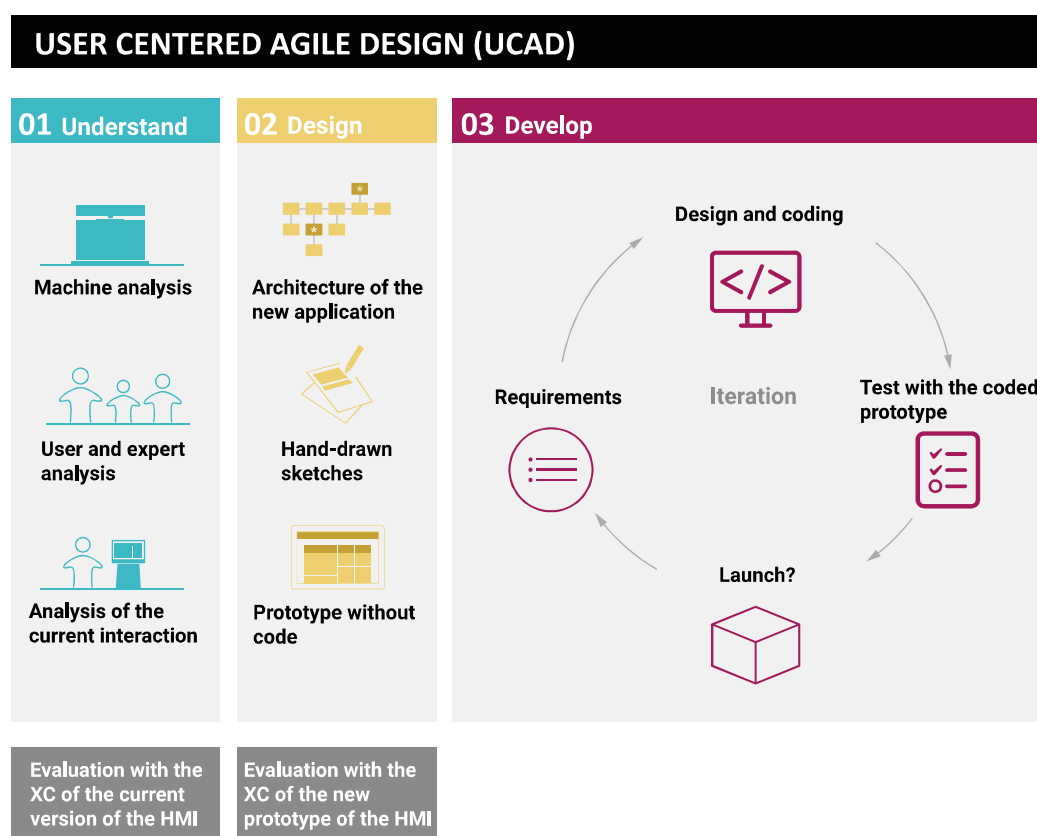 USER CENTERED AGILE DESIGN (UCAD)
01 Understand
Machine analysis
User and expert
analysis
Analysis of the
current interaction
Evaluation with the
XC of the current
version of the HMI
02 Design
*
*
Architecture of the
new application
Hand-drawn
sketches
Prototype without
code
Evaluation with the
XC of the new
prototype of the HMI
03 Develop
Design and coding
</>
Requirements
Iteration
Test with the coded
prototype
Launch?